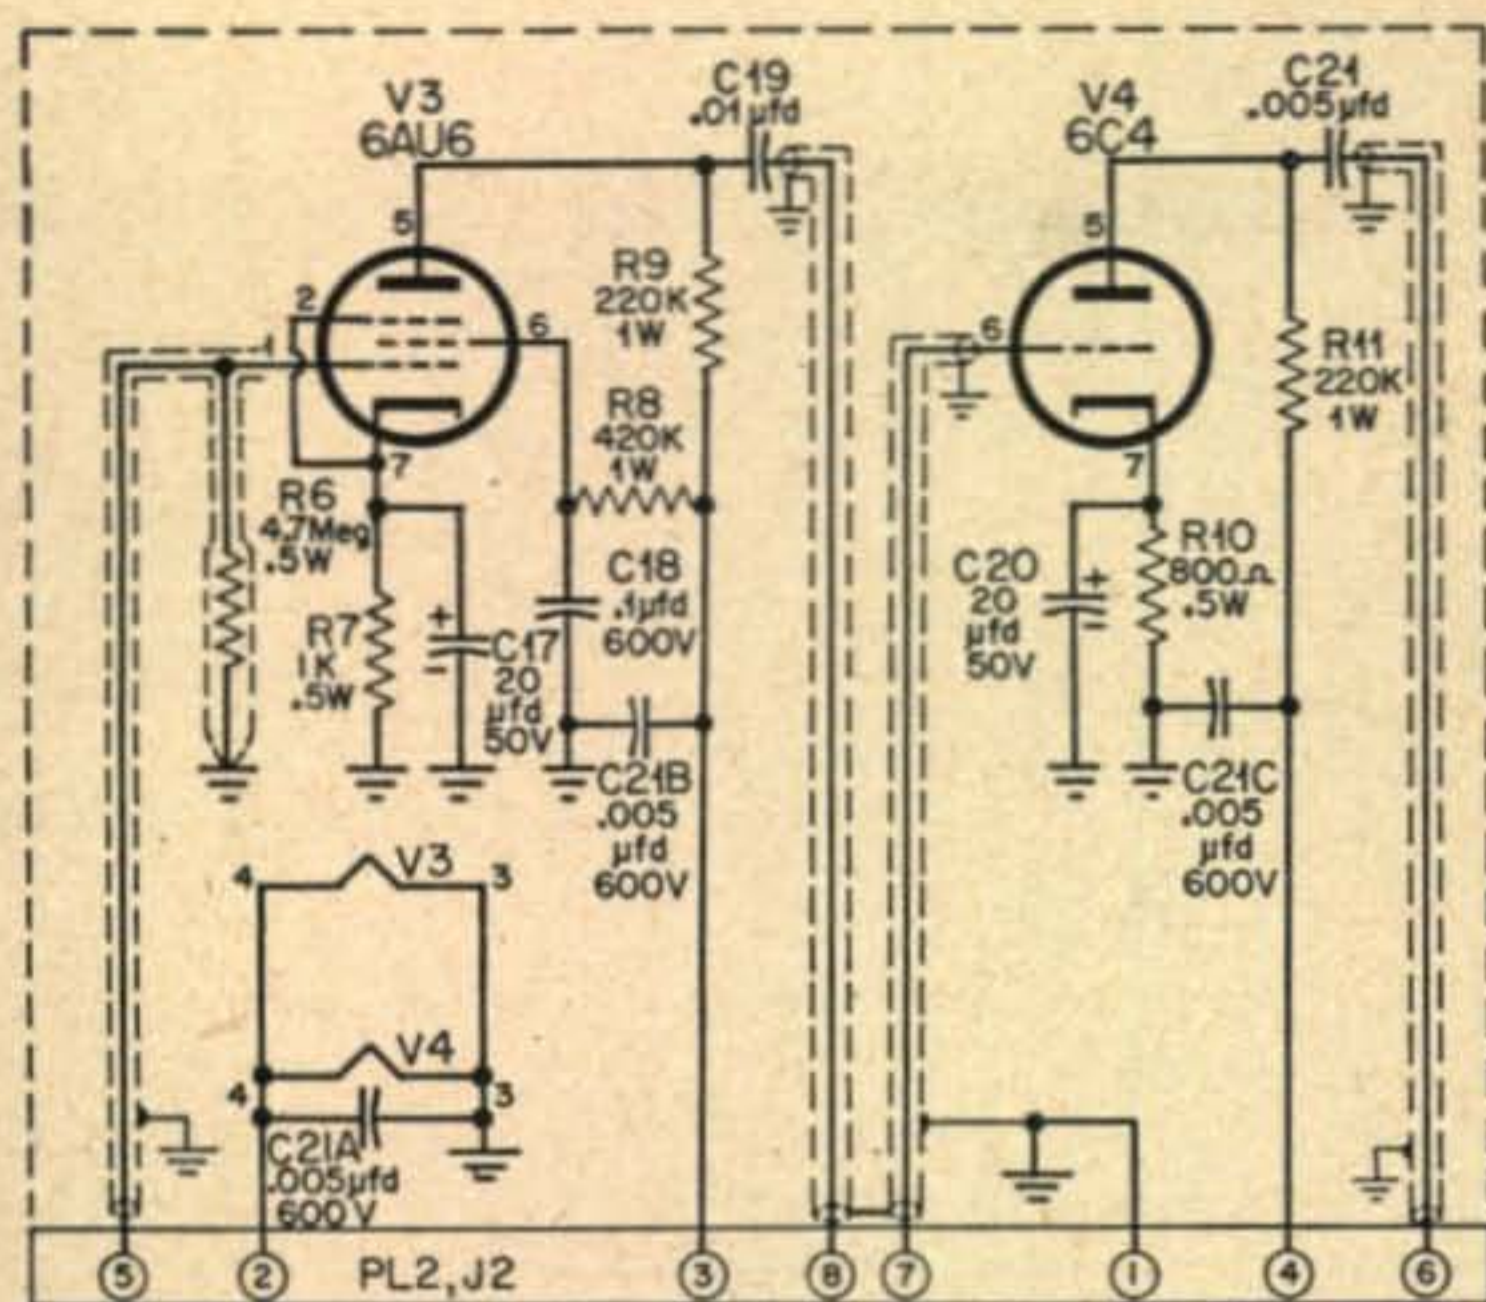 V3
6AU6
C19
.01µfd
V4
6C4
C21
.005µfd
5
2
1
6
7
R9
220K
1W
R8
420K
1W
R6
4.7Meg
.5W
R7
1K
.5W
+
-
C17
20
µfd
50V
C18
.1µfd
600V
C21B
.005
µfd
600V
5
6
7
R11
220K
1W
C20
20
µfd
50V
+
-
R10
800Ω
.5W
C21C
.005
µfd
600V
4
V3
3
V4
4
3
C21A
.005µfd
600V
5
2
PL2,J2
3
8
7
1
4
6